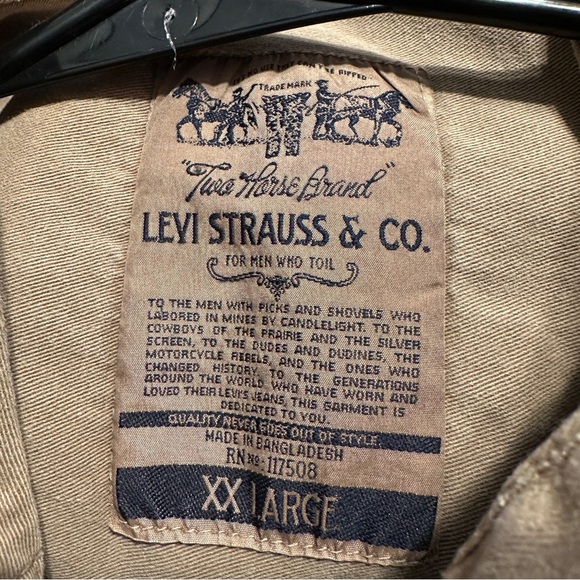 CAN'T BE RIPPED
TRADE MARK
"Two Horse Brand"
LEVI STRAUSS & CO.
FOR MEN WHO TOIL
TO THE MEN WITH PICKS AND SHOVELS WHO
LABORED IN MINES BY CANDLELIGHT. TO THE
COWBOYS OF THE PRAIRIE AND THE SILVER
SCREEN, TO THE DUDES AND DUDINES, THE
MOTORCYCLE REBELS, AND THE ONES WHO
CHANGED HISTORY TO THE GENERATIONS
AROUND THE WORLD WHO HAVE WORN AND
LOVED THEIR LEVI'S JEANS, THIS GARMENT IS
DEDICATED TO YOU.
QUALITY NEVER GOES OUT OF STYLE.
MADE IN BANGLADESH
RN No. 117508
XX LARGE